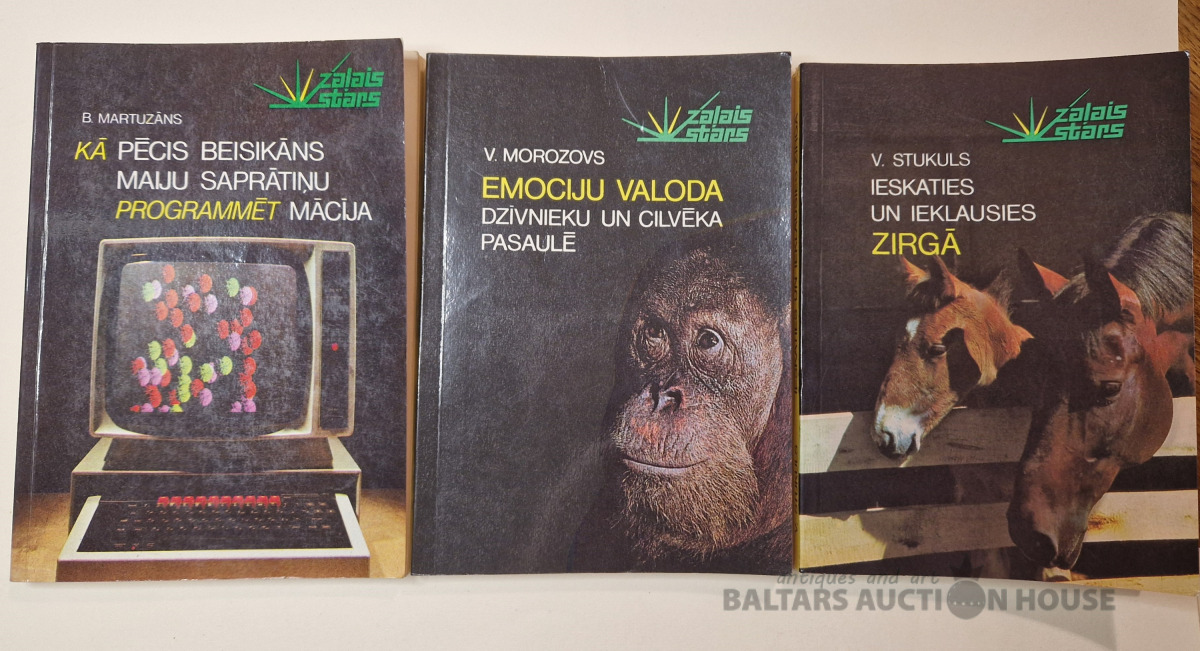 zaļais
stars
B. MARTUZĀNS
KĀ PĒCIS BEISIKĀNS
MAIJU SAPRĀTIŅU
PROGRAMMĒT MĀCĪJA
zaļais
stars
V. MOROZOVS
EMOCIJU VALODA
DZĪVNIEKU UN CILVĒKA
PASAULĒ
zaļais
stars
V. STUKULS
IESKATIES
UN IEKLAUSIES
ZIRGĀ
antiques and art
BALTARS AUCTION HOUSE